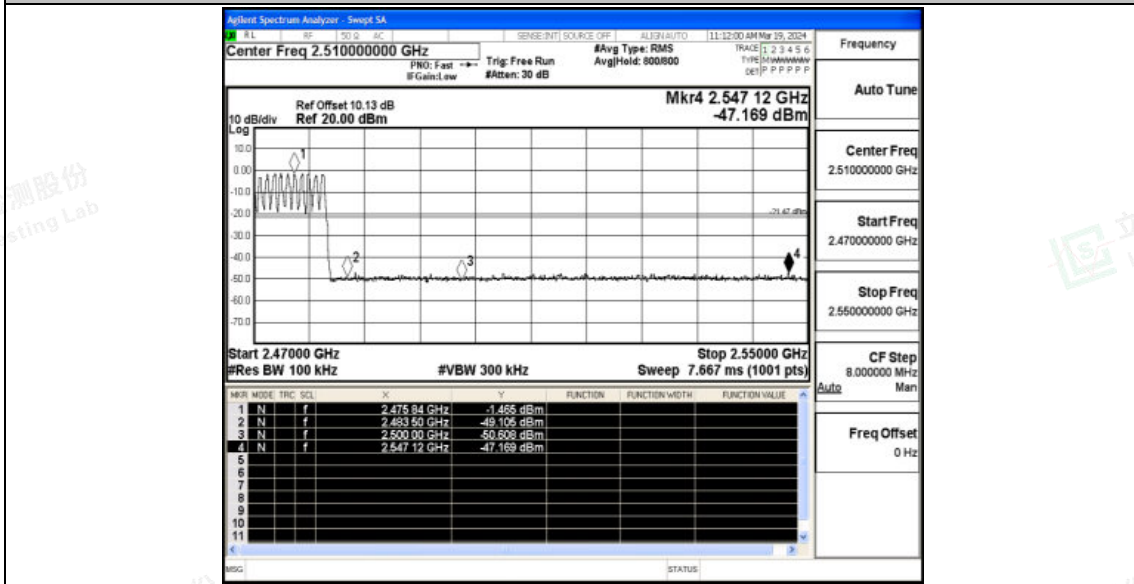 Agilent Spectrum Analyzer - Swept SA
RL RF 50 Ω AC SENSE:INT SOURCE OFF ALIGN AUTO 11:12:00 AM Mar 19, 2024
Center Freq 2.510000000 GHz
PNO: Fast
IFGain:Low
Trig: Free Run
#Atten: 30 dB
#Avg Type: RMS
Avg|Hold: 800/800
TRACE 1 2 3 4 5 6
TYPE MWWWWW
DET P P P P P P
Frequency
Auto Tune
Center Freq
2.510000000 GHz
Start Freq
2.470000000 GHz
Stop Freq
2.550000000 GHz
CF Step
8.000000 MHz
Auto Man
Freq Offset
0 Hz
Mkr4 2.547 12 GHz
-47.169 dBm
Ref Offset 10.13 dB
10 dB/div Ref 20.00 dBm
Log
10.0
0.00
-10.0
-20.0
-30.0
-40.0
-50.0
-60.0
-70.0
1
2
3
4
-21.47 dBm
Start 2.47000 GHz Stop 2.55000 GHz
#Res BW 100 kHz #VBW 300 kHz Sweep 7.667 ms (1001 pts)
MKR MODE TRC SCL X Y FUNCTION FUNCTION WIDTH FUNCTION VALUE
1 N f 2.475 84 GHz -1.465 dBm
2 N f 2.483 50 GHz -49.105 dBm
3 N f 2.500 00 GHz -50.608 dBm
4 N f 2.547 12 GHz -47.169 dBm
5
6
7
8
9
10
11
MSG STATUS
测股份
sting Lab
立